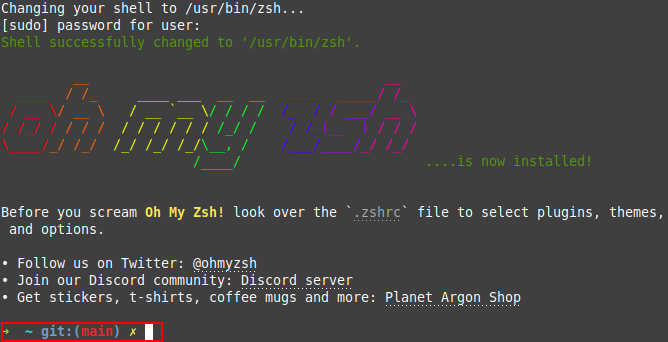 Changing your shell to /usr/bin/zsh...
[sudo] password for user:
Shell successfully changed to '/usr/bin/zsh'.
oh my zsh
....is now installed!
Before you scream Oh My Zsh! look over the `.zshrc` file to select plugins, themes,
and options.
• Follow us on Twitter: @ohmyzsh
• Join our Discord community: Discord server
• Get stickers, t-shirts, coffee mugs and more: Planet Argon Shop
➜ ~ git:(main) ✗